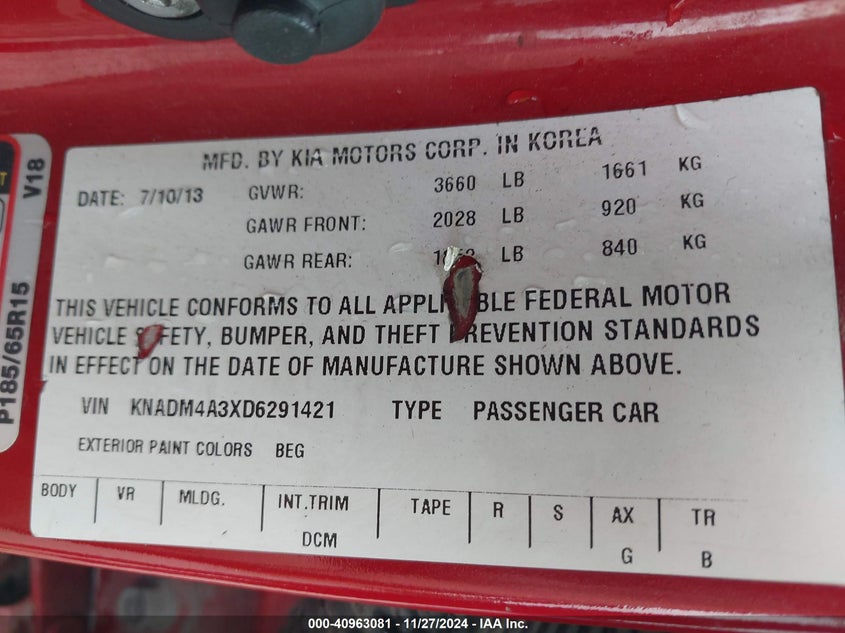 MFD. BY KIA MOTORS CORP. IN KOREA
DATE: 7/10/13 GVWR: 3660 LB 1661 KG
GAWR FRONT: 2028 LB 920 KG
GAWR REAR: LB 840 KG
THIS VEHICLE CONFORMS TO ALL FEDERAL MOTOR
VEHICLE BUMPER, AND THEFT STANDARDS
IN EFFECT ON THE DATE OF MANUFACTURE SHOWN ABOVE.
VIN KNADM4A3XD6291421 TYPE PASSENGER CAR
EXTERIOR PAINT COLORS BEG
BODY VR MLDG. INT.TRIM TAPE R S AX TR
DCM G B
P185/65R15 V18
000-40963081 - 11/27/2024 - IAA Inc.